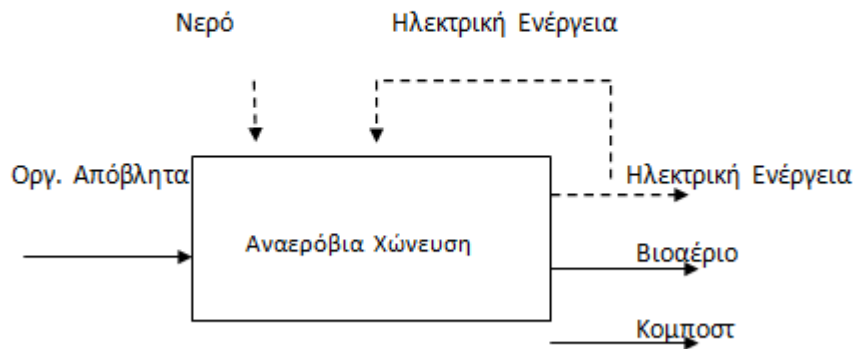 Νερό
Ηλεκτρική Ενέργεια
Οργ. Απόβλητα
Ηλεκτρική Ενέργεια
Αναερόβια Χώνευση
Βιοαέριο
Κομποστ